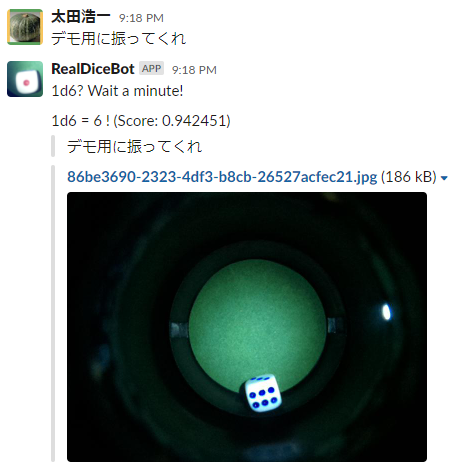 太田浩一 9:18 PM
デモ用に振ってくれ
RealDiceBot APP 9:18 PM
1d6? Wait a minute!
1d6 = 6 ! (Score: 0.942451)
デモ用に振ってくれ
86be3690-2323-4df3-b8cb-26527acfec21.jpg (186 kB)